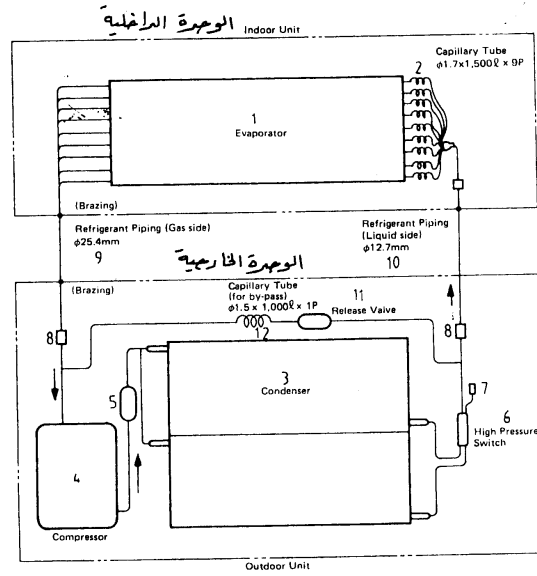 الوحدة الداخلية
Indoor Unit
Capillary Tube
φ1.7x1,500ℓ x 9P
2
1
Evaporator
(Brazing)
Refrigerant Piping (Gas side)
φ25.4mm
9
Refrigerant Piping
(Liquid side)
φ12.7mm
10
الوحدة الخارجية
(Brazing)
Capillary Tube
(for by-pass)
φ1.5 x 1,000ℓ x 1P
12
11
Release Valve
8
8
3
Condenser
5
7
6
High Pressure
Switch
4
Compressor
Outdoor Unit